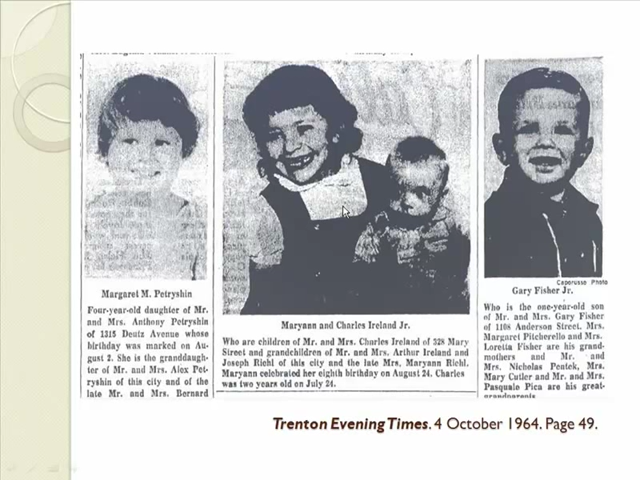 Margaret M. Petryshin
Four-year-old daughter of Mr.
and Mrs. Anthony Petryshin
of 1315 Deutz Avenue whose
birthday was marked on Au-
gust 2. She is the granddaugh-
ter of Mr. and Mrs. Alex Pet-
ryshin of this city and of the
late Mr. and Mrs. Bernard
Maryann and Charles Ireland Jr.
Who are children of Mr. and Mrs. Charles Ireland of 328 Mary
Street and grandchildren of Mr. and Mrs. Arthur Ireland and
Joseph Riehl of this city and the late Mrs. Maryann Riehl.
Maryann celebrated her eighth birthday on August 24. Charles
was two years old on July 24.
Caperusso Photo
Gary Fisher Jr.
Who is the one-year-old son
of Mr. and Mrs. Gary Fisher
of 1108 Anderson Street. Mrs.
Margaret Pitcherello and Mrs.
Loretta Fisher are his grand-
mothers and Mr. and
Mrs. Nicholas Pentek, Mrs.
Mary Cutler and Mr. and Mrs.
Pasquale Pica are his great-
grandparents
Trenton Evening Times. 4 October 1964. Page 49.